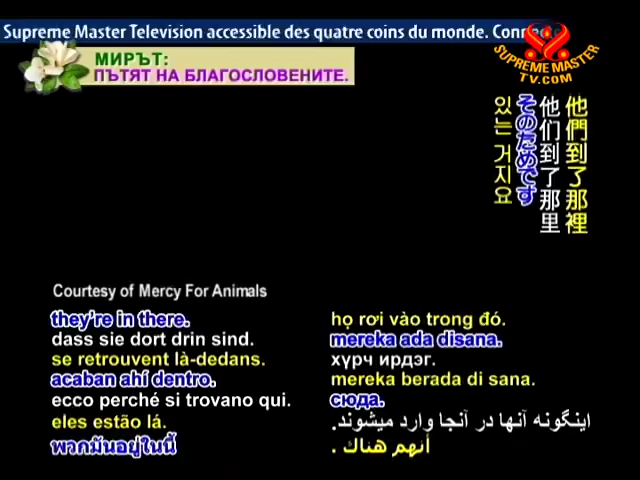 Supreme Master Television accessible des quatre coins du monde. Conn
SUPREME MASTER
TV.COM
МИРЪТ:
ПЪТЯТ НА БЛАГОСЛОВЕНИТЕ.
他們到了那裡
他们到了那里
そのためです
있는 거지요
Courtesy of Mercy For Animals
they're in there.
dass sie dort drin sind.
se retrouvent là-dedans.
acaban ahí dentro.
ecco perché si trovano qui.
eles estão lá.
พวกมันอยู่ในนี้
họ rơi vào trong đó.
mereka ada disana.
хүрч ирдэг.
mereka berada di sana.
сюда.
اینگونه آنها در آنجا وارد میشوند.
أنهم هناك .